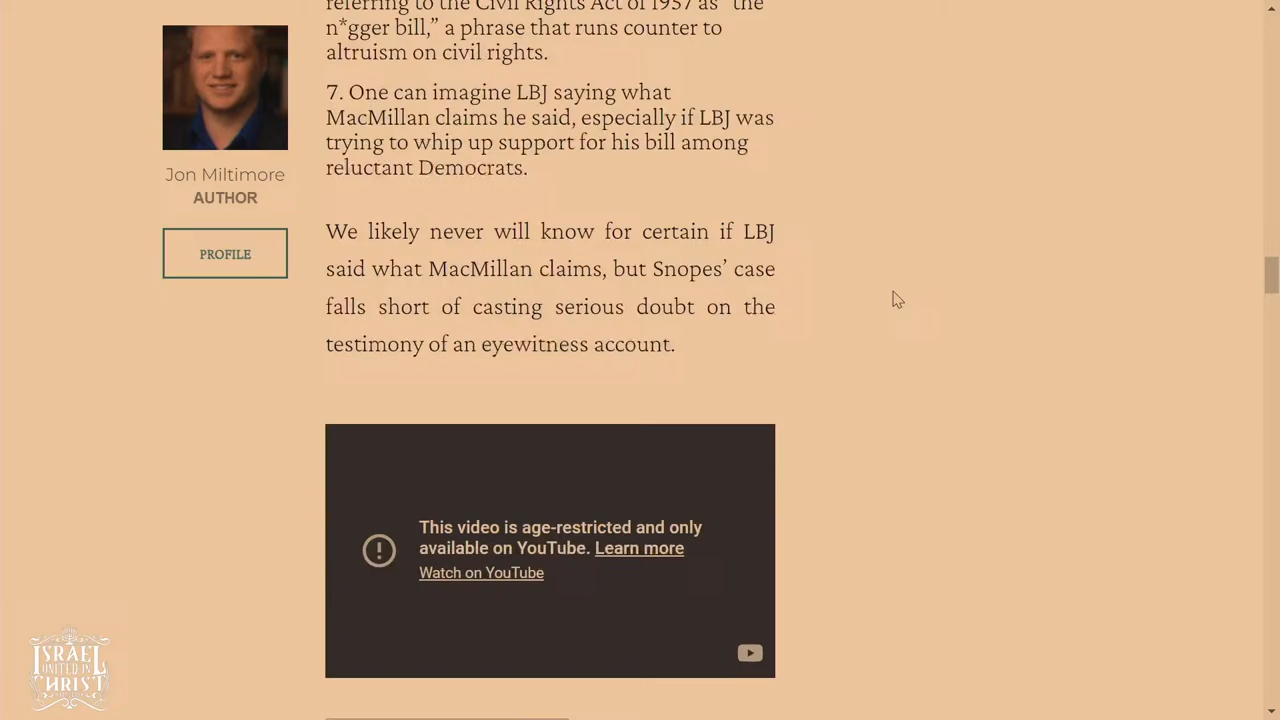 referring to the Civil Rights Act of 1957 as "the
n*gger bill,” a phrase that runs counter to
altruism on civil rights.
7. One can imagine LBJ saying what
MacMillan claims he said, especially if LBJ was
trying to whip up support for his bill among
reluctant Democrats.
Jon Miltimore
AUTHOR
PROFILE
We likely never will know for certain if LBJ
said what MacMillan claims, but Snopes’ case
falls short of casting serious doubt on the
testimony of an eyewitness account.
This video is age-restricted and only
available on YouTube. Learn more
Watch on YouTube
ISRAEL
UNITED IN
CHRIST